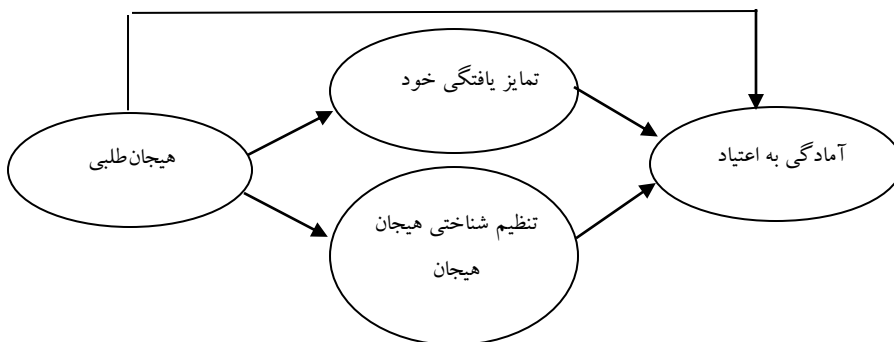 تمایز یافتگی خود
هیجان‌طلبی
آمادگی به اعتیاد
تنظیم شناختی هیجان
هیجان